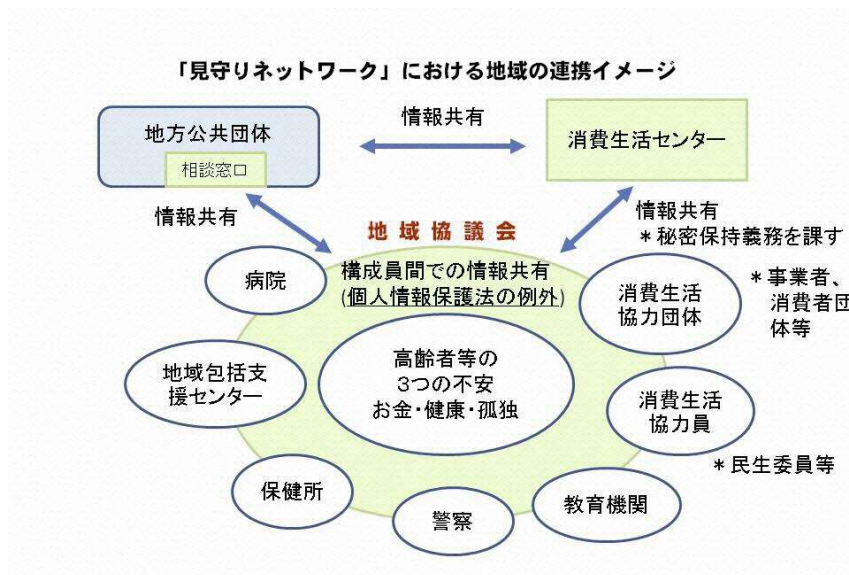 「見守りネットワーク」における地域の連携イメージ
地方公共団体
相談窓口
情報共有
消費生活センター
情報共有
情報共有
＊秘密保持義務を課す
地域協議会
構成員間での情報共有
(個人情報保護法の例外)
病院
消費生活
協力団体
＊事業者、
消費者団
体等
高齢者等の
３つの不安
お金・健康・孤独
地域包括支
援センター
消費生活
協力員
＊民生委員等
保健所
警察
教育機関